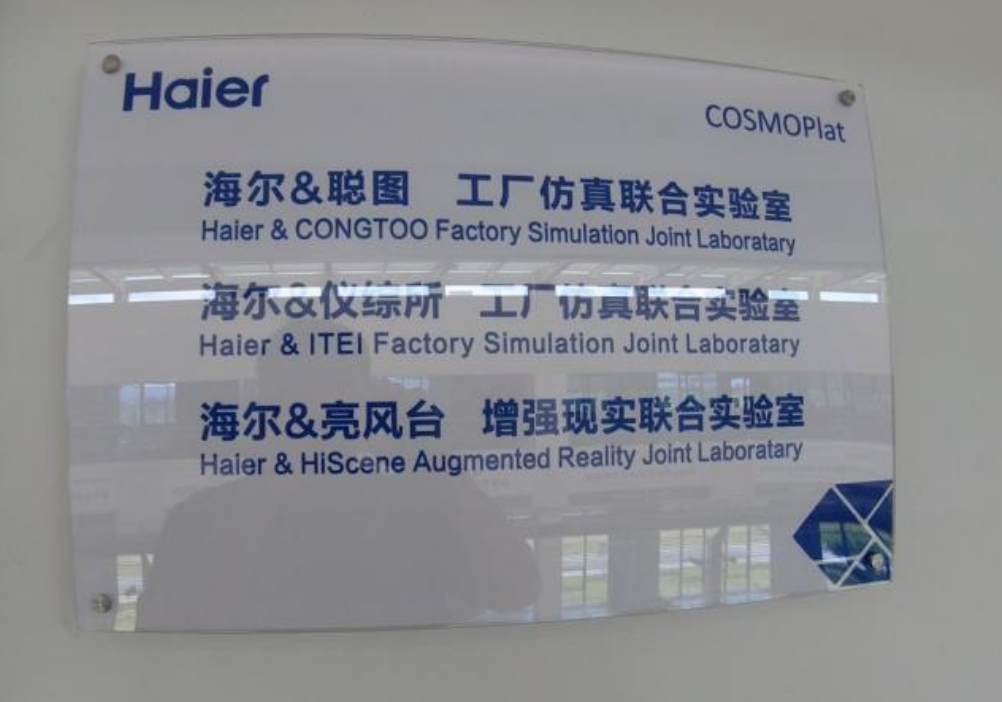 Haier
COSMOPlat
海尔&聪图 工厂仿真联合实验室
Haier & CONGTOO Factory Simulation Joint Laboratary
海尔&仪综所 工厂仿真联合实验室
Haier & ITEI Factory Simulation Joint Laboratary
海尔&亮风台 增强现实联合实验室
Haier & HiScene Augmented Reality Joint Laboratary